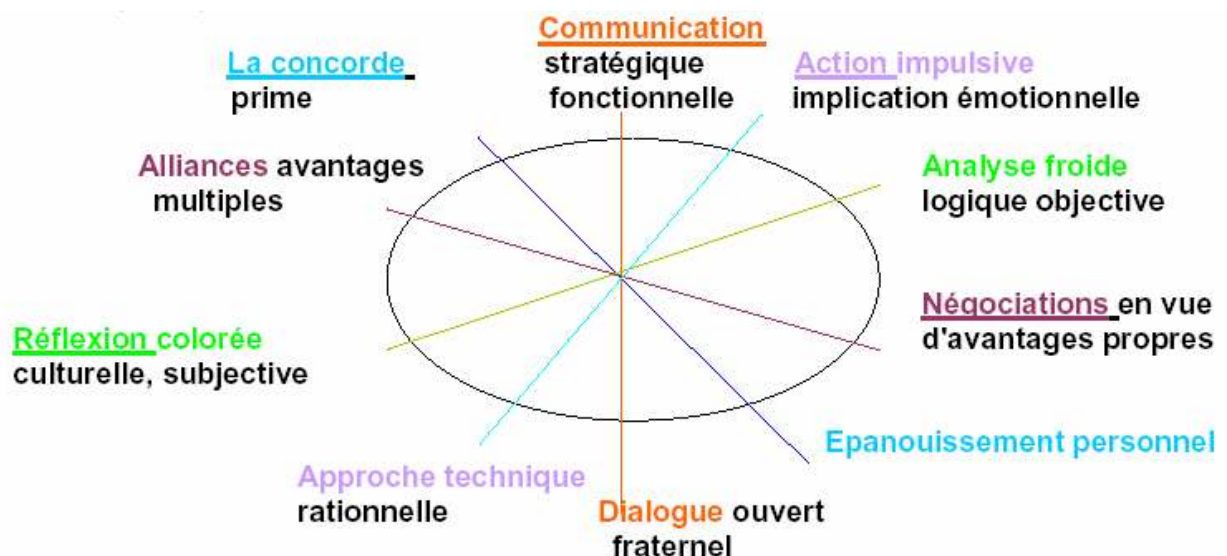 Communication
stratégique
fonctionnelle
La concorde
prime
Action impulsive
implication émotionnelle
Alliances avantages
multiples
Analyse froide
logique objective
Réflexion colorée
culturelle, subjective
Négociations en vue
d'avantages propres
Approche technique
rationnelle
Dialogue ouvert
fraternel
Epanouissement personnel